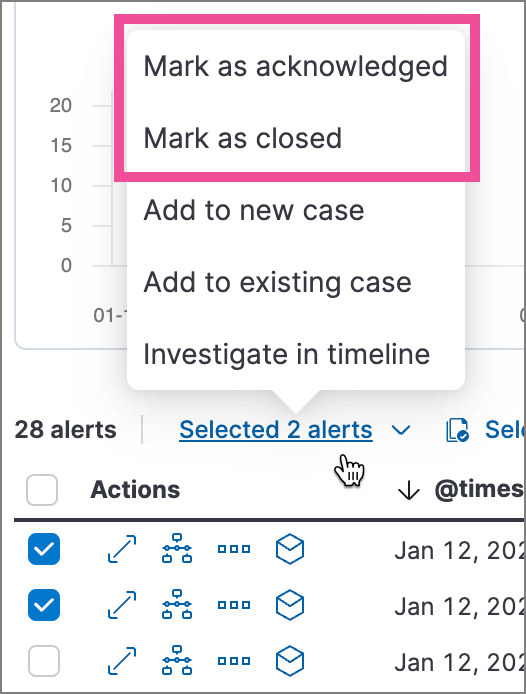 Mark as acknowledged
Mark as closed
Add to new case
Add to existing case
Investigate in timeline
20
15
10
5
0
01-1
28 alerts
Selected 2 alerts
Sele
Actions
@times
Jan 12, 202
Jan 12, 202
Jan 12, 202